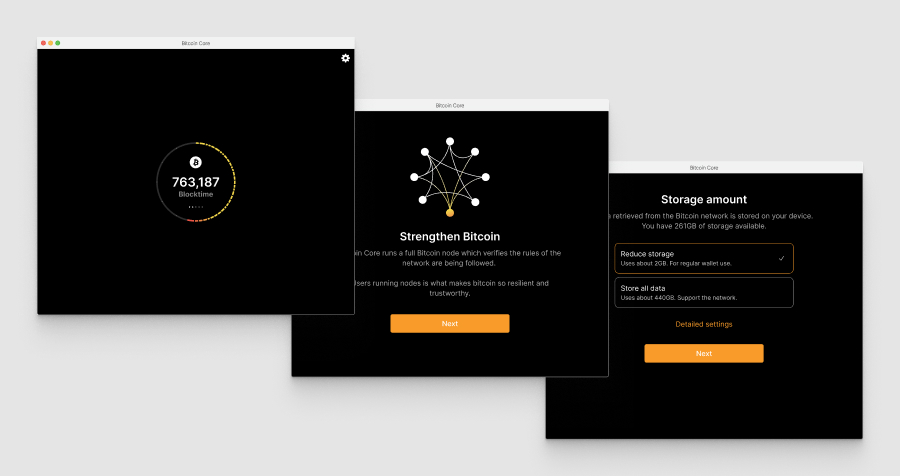 Bitcoin Core
763,187
Blocktime
Bitcoin Core
Strengthen Bitcoin
Core runs a full Bitcoin node which verifies the rules of the
network are being followed.
sers running nodes is what makes bitcoin so resilient and
trustworthy.
Next
Bitcoin Core
Storage amount
retrieved from the Bitcoin network is stored on your device.
You have 261GB of storage available.
Reduce storage
Uses about 2GB. For regular wallet use.
Store all data
Uses about 440GB. Support the network.
Detailed settings
Next